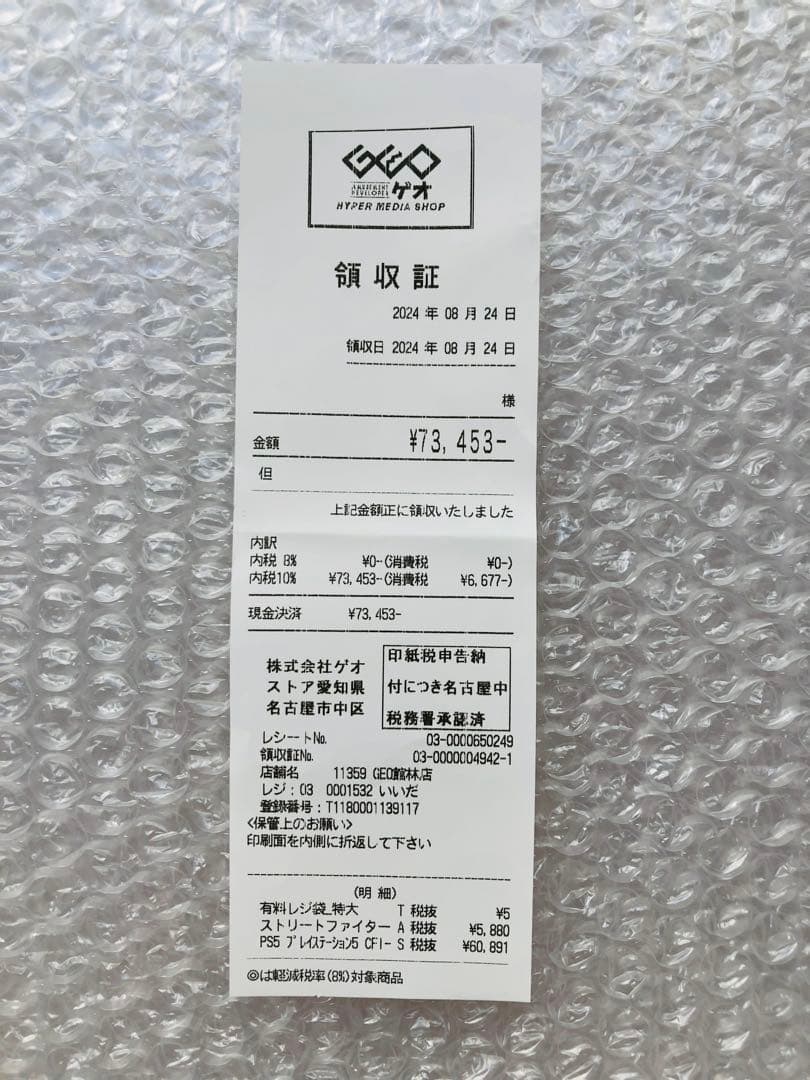 GEO
AMUSEMENT
DEVELOPER ゲオ
HYPER MEDIA SHOP
領収証
2024 年 08 月 24 日
領収日 2024 年 08 月 24 日
様
金額 ¥73,453-
但
上記金額正に領収いたしました
内訳
内税 8% ¥0-(消費税 ¥0-)
内税10% ¥73,453-(消費税 ¥6,677-)
現金決済 ¥73,453-
株式会社ゲオ
ストア愛知県
名古屋市中区
印紙税申告納
付につき名古屋中
税務署承認済
レシートNo. 03-0000650249
領収証No. 03-0000004942-1
店舗名 11359 GEO館林店
レジ:03 0001532 いいだ
登録番号:T1180001139117
<保管上のお願い>
印刷面を内側に折返して下さい
(明 細)
有料レジ袋_特大 T 税抜 ¥5
ストリートファイター A 税抜 ¥5,880
PS5 プレイステーション5 CFI- S 税抜 ¥60,891
◎は軽減税率(8%)対象商品